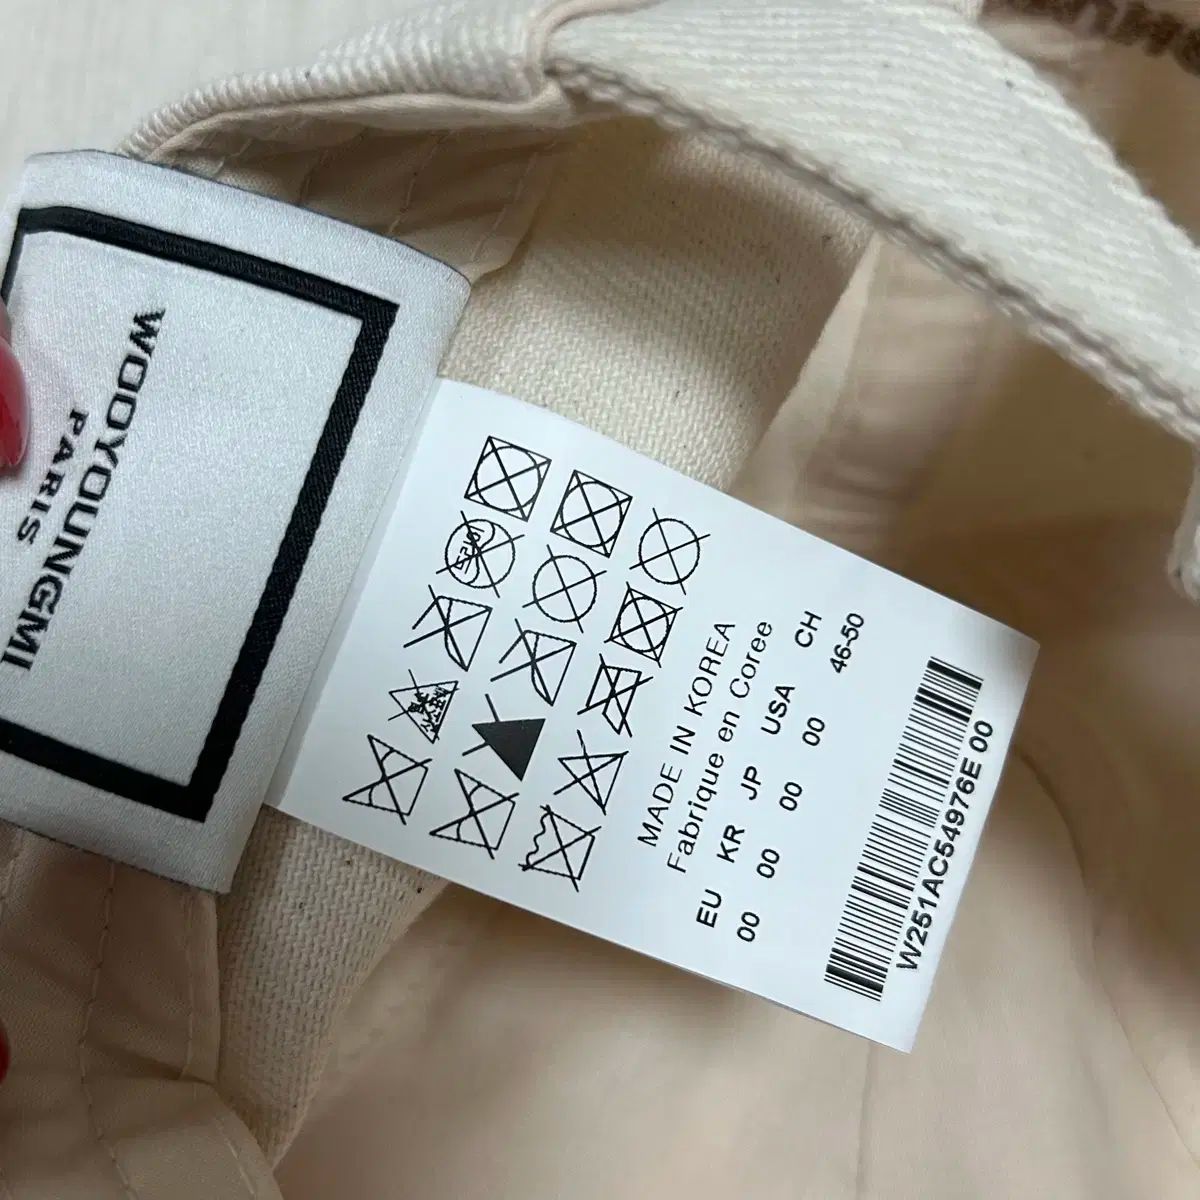 WOOYOUNGMI
PARIS
MADE IN KOREA
Fabrique en Coree
EU KR JP USA CH
00 00 00 00 46-50
W251AC54976E 00